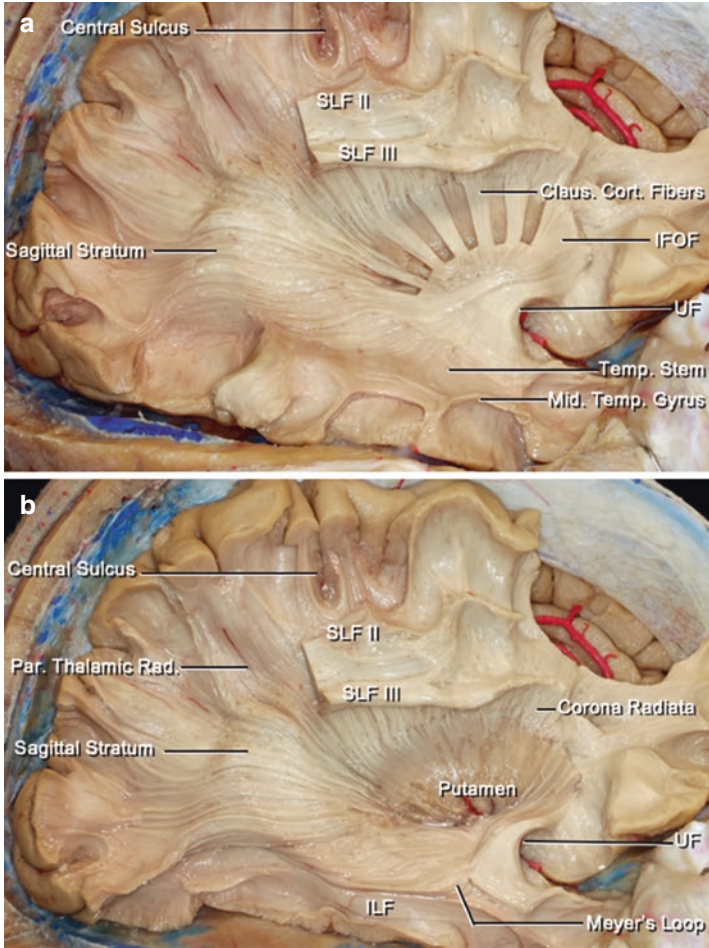 a
Central Sulcus
SLF II
SLF III
Claus. Cort. Fibers
Sagittal Stratum
IFOF
UF
Temp. Stem
Mid. Temp. Gyrus
b
Central Sulcus
SLF II
Par. Thalamic Rad.
SLF III
Corona Radiata
Sagittal Stratum
Putamen
UF
ILF
Meyer's Loop